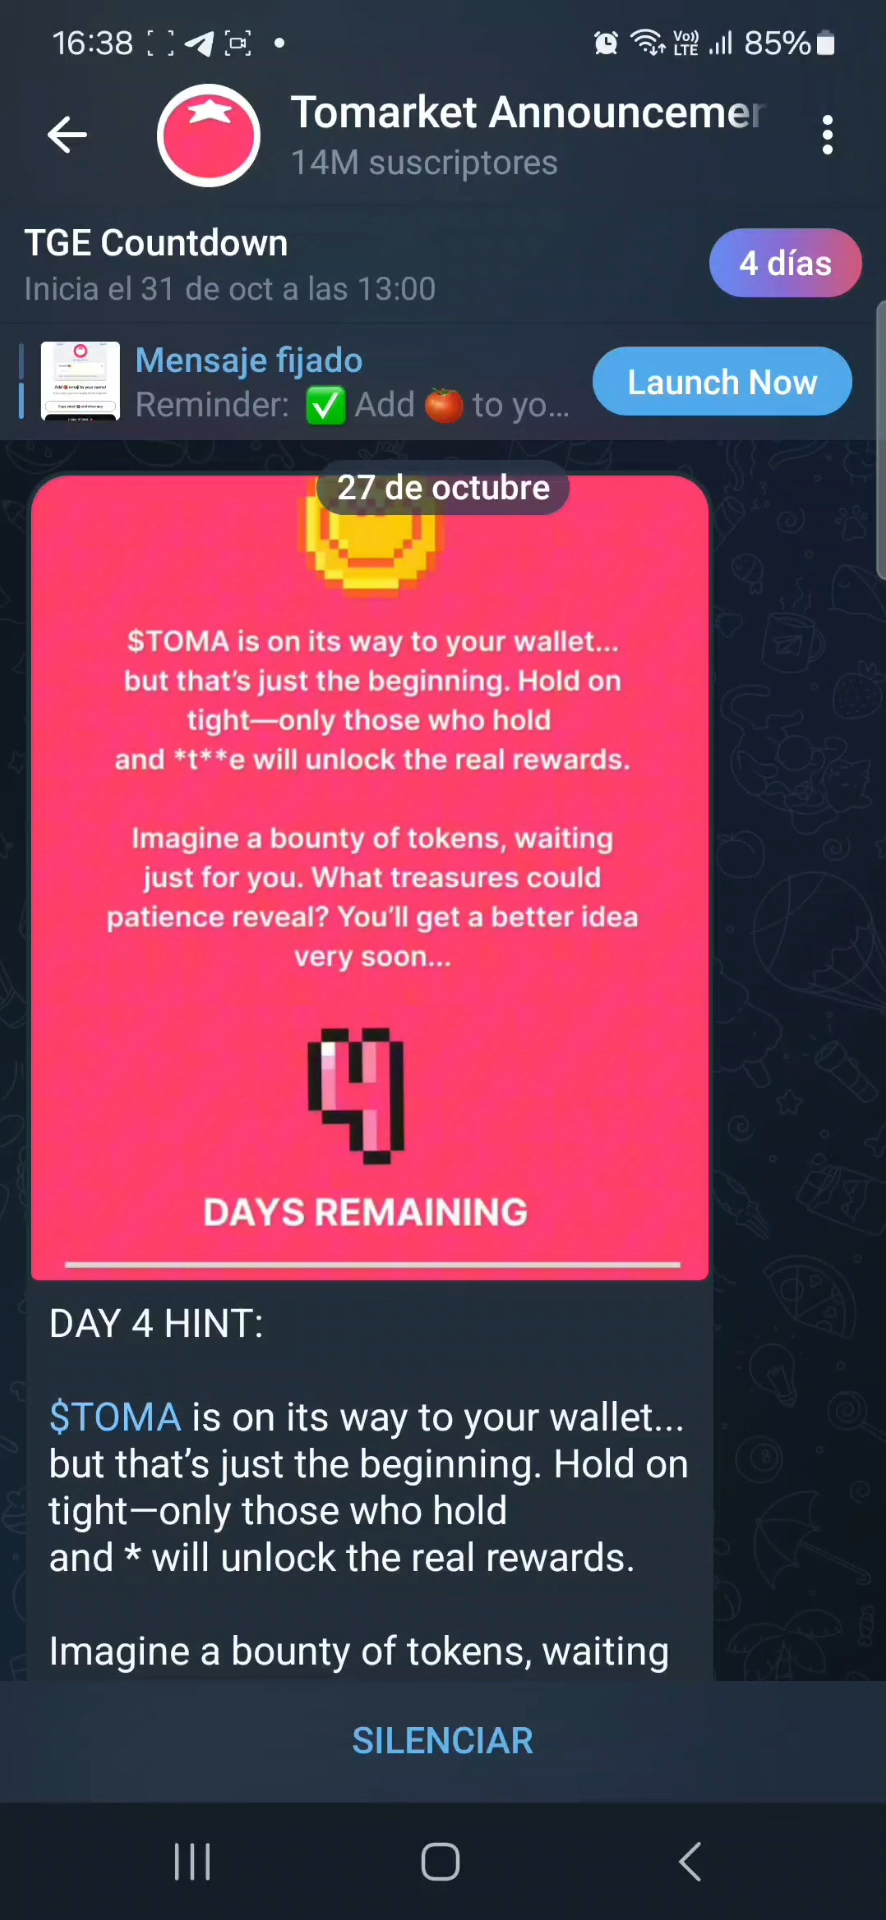 16:38
Vo))
LTE
85%
Tomarket Announcemer
14M suscriptores
TGE Countdown
Inicia el 31 de oct a las 13:00
4 días
Mensaje fijado
Reminder: ✅ Add 🍅 to yo...
Launch Now
27 de octubre
$TOMA is on its way to your wallet...
but that's just the beginning. Hold on
tight—only those who hold
and *t**e will unlock the real rewards.
Imagine a bounty of tokens, waiting
just for you. What treasures could
patience reveal? You'll get a better idea
very soon...
4
DAYS REMAINING
DAY 4 HINT:
$TOMA is on its way to your wallet...
but that's just the beginning. Hold on
tight—only those who hold
and * will unlock the real rewards.
Imagine a bounty of tokens, waiting
SILENCIAR